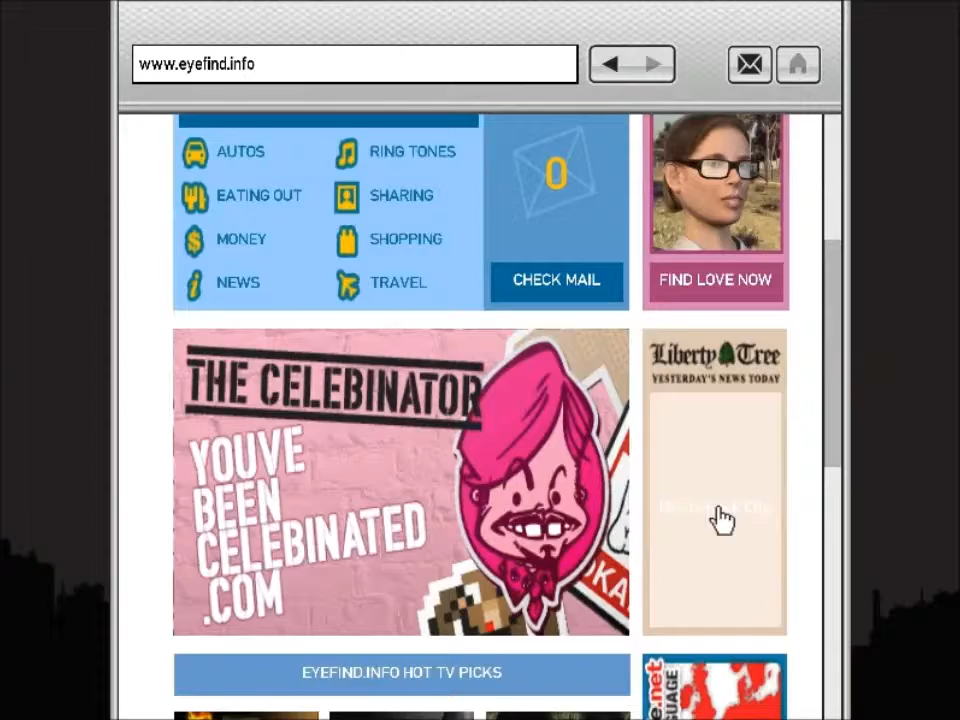 www.eyefind.info
AUTOS
RING TONES
EATING OUT
SHARING
MONEY
SHOPPING
NEWS
TRAVEL
0
CHECK MAIL
FIND LOVE NOW
THE CELEBINATOR
YOUVE
BEEN
CELEBINATED
.COM
Liberty Tree
YESTERDAY'S NEWS TODAY
EYEFIND.INFO HOT TV PICKS